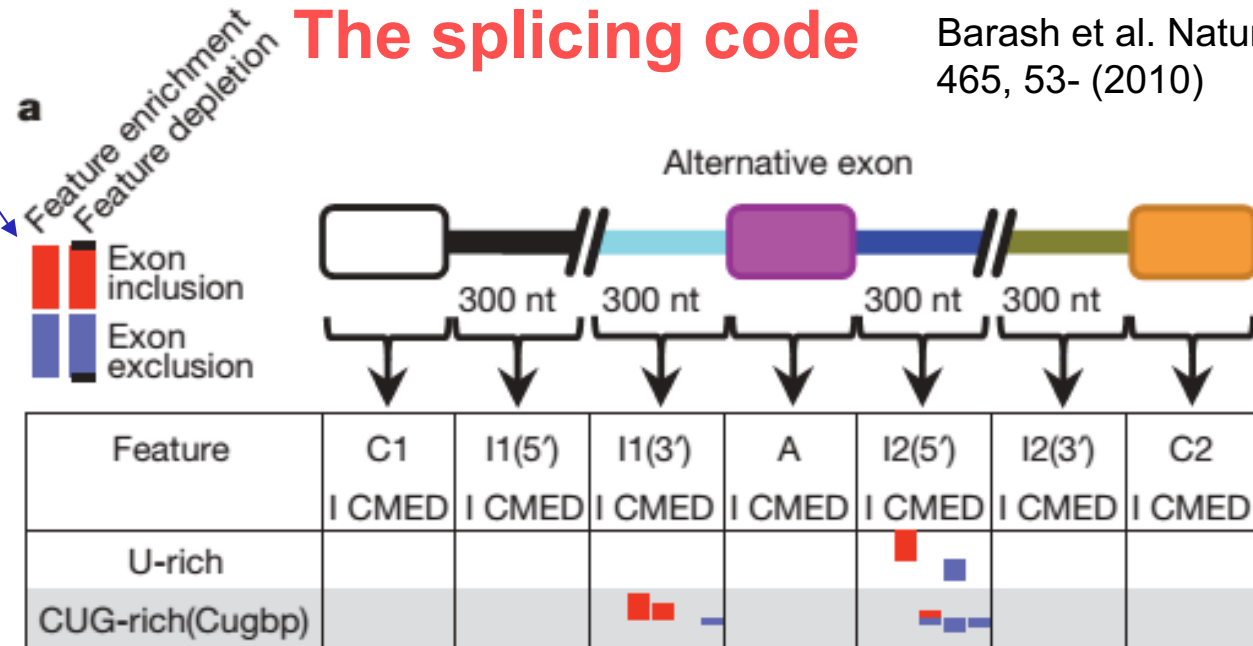 The splicing code
Barash et al. Natur
465, 53- (2010)
a
Feature enrichment
Feature depletion
Exon
inclusion
Exon
exclusion
Alternative exon
300 nt 300 nt 300 nt 300 nt
Feature C1 I1(5′) I1(3′) A I2(5′) I2(3′) C2
I CMED I CMED I CMED I CMED I CMED I CMED I CMED
U-rich
CUG-rich(Cugbp)